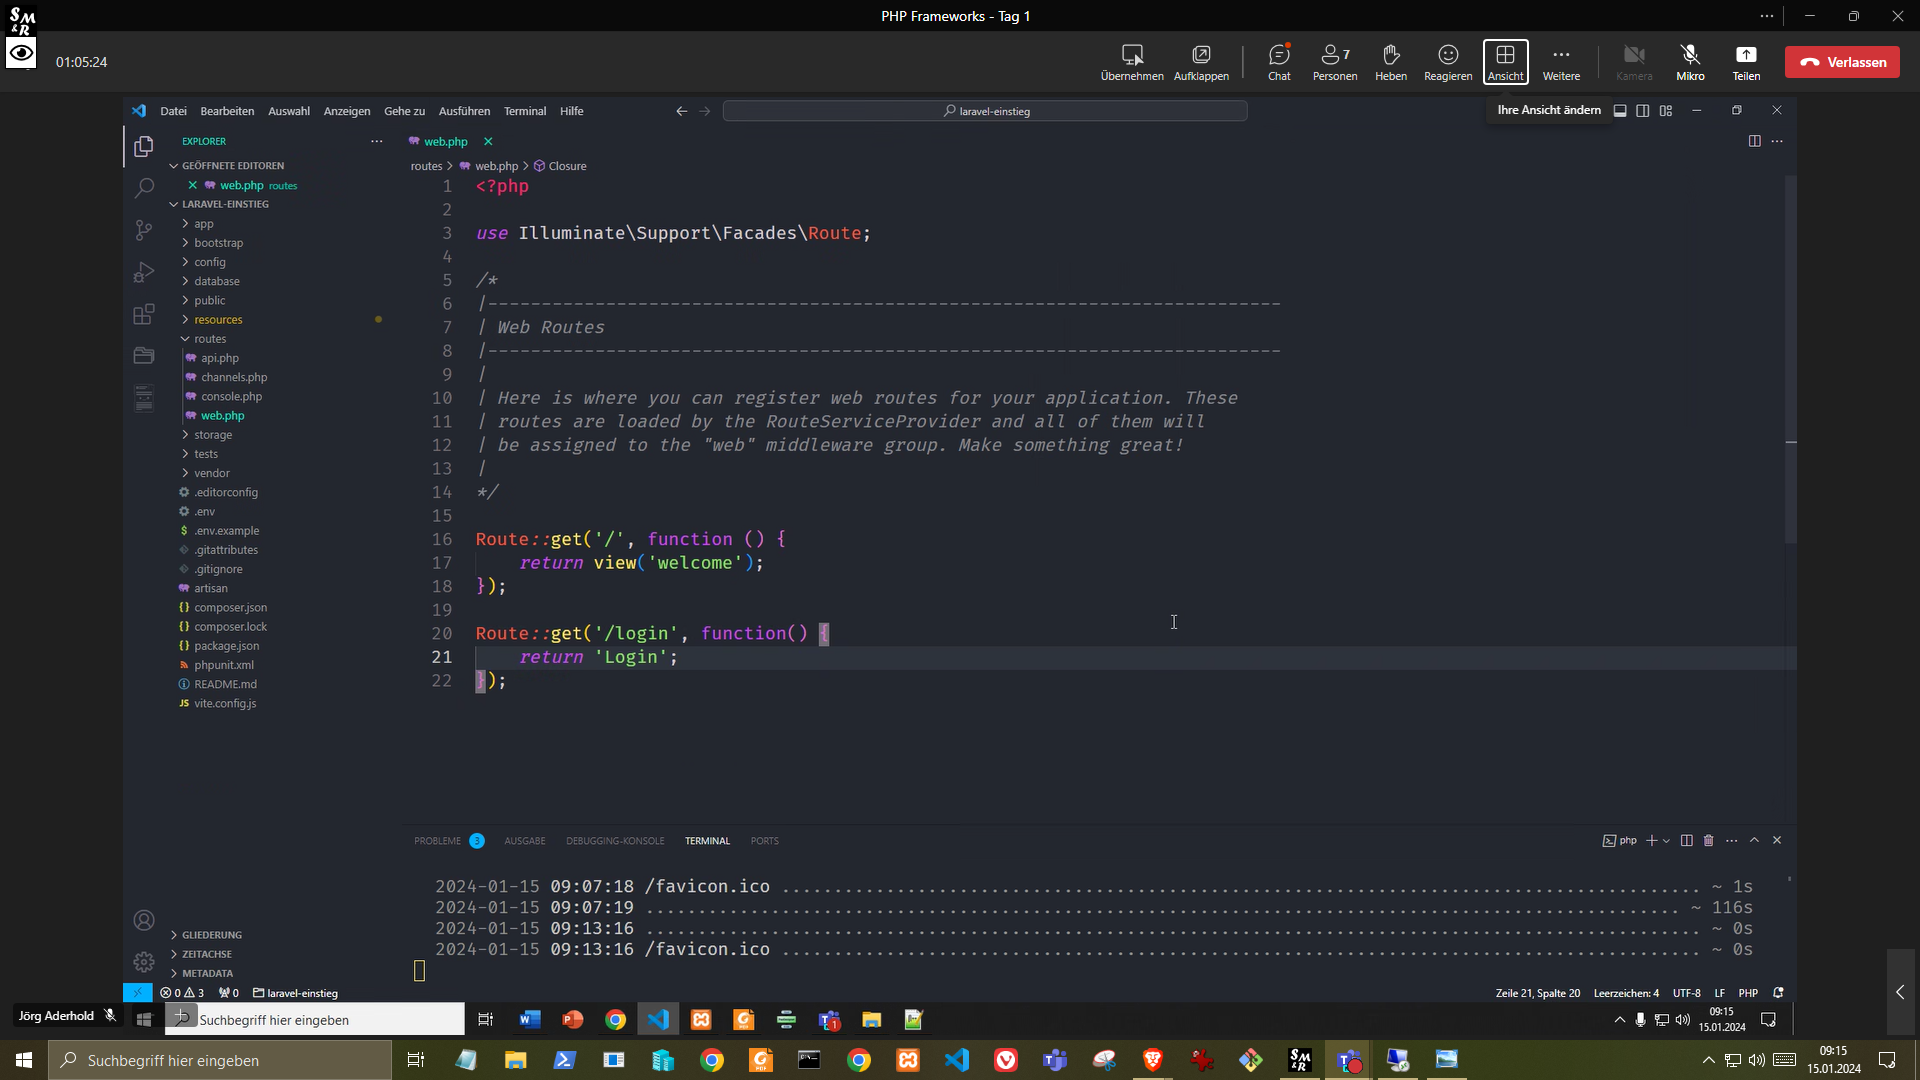 SM&R
PHP Frameworks - Tag 1
01:05:24
Übernehmen
Aufklappen
Chat
7
Personen
Heben
Reagieren
Ansicht
Weitere
Kamera
Mikro
Teilen
Verlassen
Datei Bearbeiten Auswahl Anzeigen Gehe zu Ausführen Terminal Hilfe
laravel-einstieg
Ihre Ansicht ändern
EXPLORER
GEÖFFNETE EDITOREN
web.php routes
LARAVEL-EINSTIEG
app
bootstrap
config
database
public
resources
routes
api.php
channels.php
console.php
web.php
storage
tests
vendor
.editorconfig
.env
.env.example
.gitattributes
.gitignore
artisan
composer.json
composer.lock
package.json
phpunit.xml
README.md
vite.config.js
GLIEDERUNG
ZEITACHSE
METADATA
web.php
routes > web.php > Closure
1 <?php
2
3 use Illuminate\Support\Facades\Route;
4
5 /*
6 |--------------------------------------------------------------------------
7 | Web Routes
8 |--------------------------------------------------------------------------
9 |
10 | Here is where you can register web routes for your application. These
11 | routes are loaded by the RouteServiceProvider and all of them will
12 | be assigned to the "web" middleware group. Make something great!
13 |
14 */
15
16 Route::get('/', function () {
17     return view('welcome');
18 });
19
20 Route::get('/login', function() {
21     return 'Login';
22 });
PROBLEME 3 AUSGABE DEBUGGING-KONSOLE TERMINAL PORTS
php
2024-01-15 09:07:18 /favicon.ico ........ ~ 1s
2024-01-15 09:07:19 ........ ~ 116s
2024-01-15 09:13:16 ........ ~ 0s
2024-01-15 09:13:16 /favicon.ico ........ ~ 0s
0 3 0 laravel-einstieg
Zeile 21, Spalte 20 Leerzeichen: 4 UTF-8 LF PHP
Jörg Aderhold
Suchbegriff hier eingeben
09:15
15.01.2024
Suchbegriff hier eingeben
09:15
15.01.2024